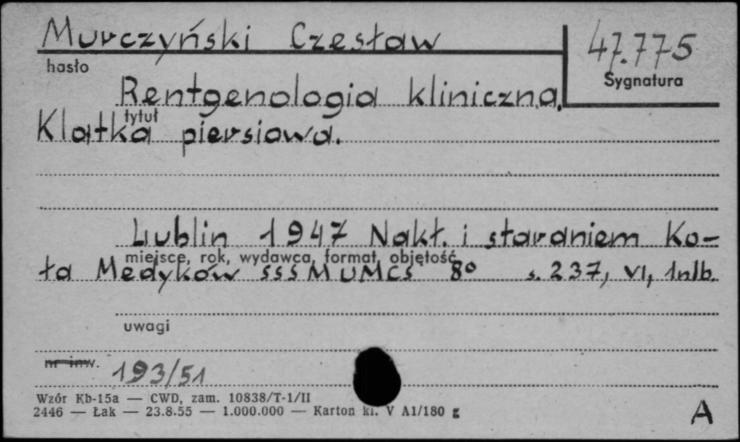 Murczyński Czesław
47.775
hasło
Sygnatura
Rentgenologia kliniczna.
tytuł
Klatka piersiowa.
Lublin 1947 Nakł. i staraniem Ko-
miejsce, rok, wydawca, format, objętość
ła Medyków SSSMUMCS 8° s. 237, VI, 1nlb.
uwagi
nr inw. 193/51
Wzór Kb-15a — CWD, zam. 10838/T-1/II
2446 — Łak — 23.8.55 — 1.000.000 — Karton kl. V A1/180 g
A